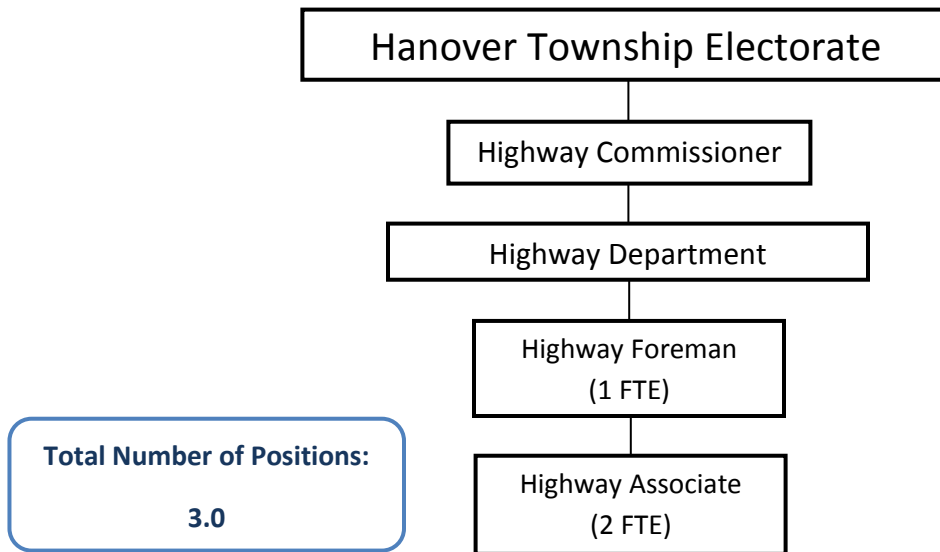 Hanover Township Electorate
Highway Commissioner
Highway Department
Highway Foreman
(1 FTE)
Total Number of Positions:
3.0
Highway Associate
(2 FTE)